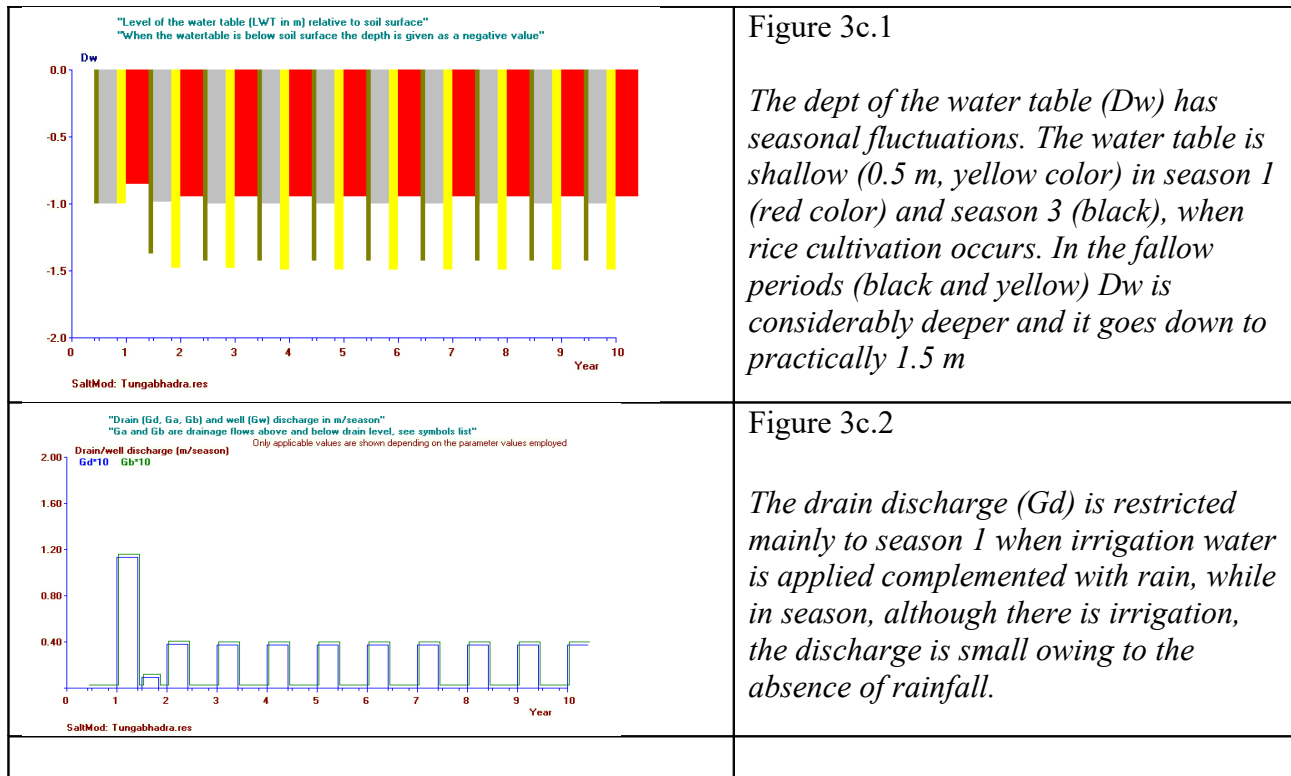 "Level of the water table (LWT in m) relative to soil surface"
"When the watertable is below soil surface the depth is given as a negative value"
Dw
0.0
-0.5
-1.0
-1.5
-2.0
0 1 2 3 4 5 6 7 8 9 10
Year
SaltMod: Tungabhadra.res
Figure 3c.1
The dept of the water table (Dw) has
seasonal fluctuations. The water table is
shallow (0.5 m, yellow color) in season 1
(red color) and season 3 (black), when
rice cultivation occurs. In the fallow
periods (black and yellow) Dw is
considerably deeper and it goes down to
practically 1.5 m
"Drain (Gd, Ga, Gb) and well (Gw) discharge in m/season"
"Ga and Gb are drainage flows above and below drain level, see symbols list"
Only applicable values are shown depending on the parameter values employed
Drain/well discharge (m/season)
Gd*10 Gb*10
2.00
1.60
1.20
0.80
0.40
0 1 2 3 4 5 6 7 8 9 10
Year
SaltMod: Tungabhadra.res
Figure 3c.2
The drain discharge (Gd) is restricted
mainly to season 1 when irrigation water
is applied complemented with rain, while
in season, although there is irrigation,
the discharge is small owing to the
absence of rainfall.